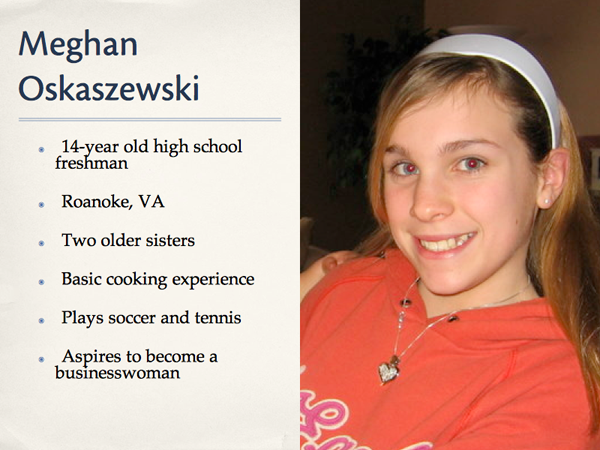 Meghan
Oskaszewski
14-year old high school
freshman
Roanoke, VA
Two older sisters
Basic cooking experience
Plays soccer and tennis
Aspires to become a
businesswoman